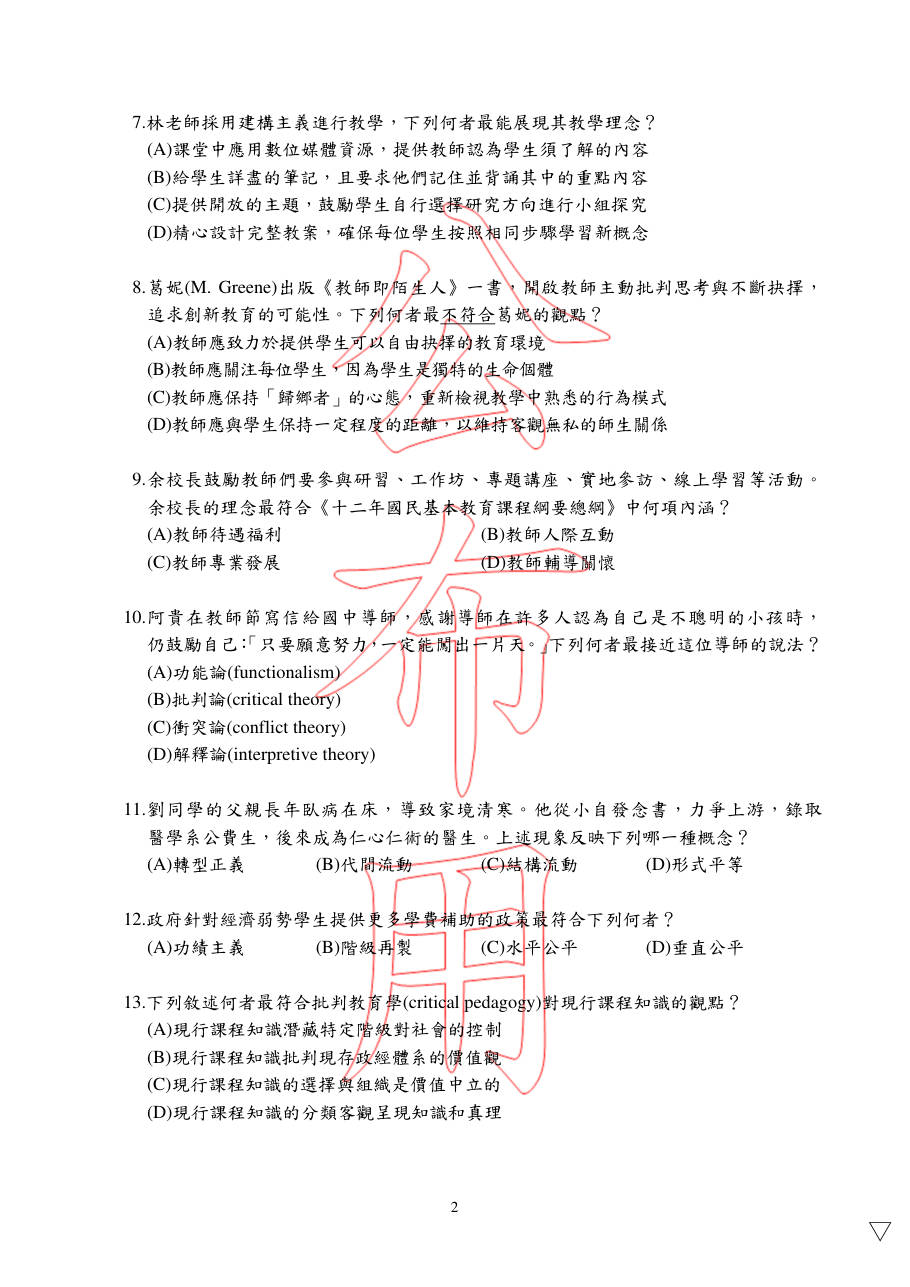 7.林老師採用建構主義進行教學，下列何者最能展現其教學理念？
(A)課堂中應用數位媒體資源，提供教師認為學生須了解的內容
(B)給學生詳盡的筆記，且要求他們記住並背誦其中的重點內容
(C)提供開放的主題，鼓勵學生自行選擇研究方向進行小組探究
(D)精心設計完整教案，確保每位學生按照相同步驟學習新概念
8.葛妮(M. Greene)出版《教師即陌生人》一書，開啟教師主動批判思考與不斷抉擇，
追求創新教育的可能性。下列何者最不符合葛妮的觀點？
(A)教師應致力於提供學生可以自由抉擇的教育環境
(B)教師應關注每位學生，因為學生是獨特的生命個體
(C)教師應保持「歸鄉者」的心態，重新檢視教學中熟悉的行為模式
(D)教師應與學生保持一定程度的距離，以維持客觀無私的師生關係
9.余校長鼓勵教師們要參與研習、工作坊、專題講座、實地參訪、線上學習等活動。
余校長的理念最符合《十二年國民基本教育課程綱要總綱》中何項內涵？
(A)教師待遇福利 (B)教師人際互動
(C)教師專業發展 (D)教師輔導關懷
10.阿貴在教師節寫信給國中導師，感謝導師在許多人認為自己是不聰明的小孩時，
仍鼓勵自己：「只要願意努力，一定能闖出一片天。」下列何者最接近這位導師的說法？
(A)功能論(functionalism)
(B)批判論(critical theory)
(C)衝突論(conflict theory)
(D)解釋論(interpretive theory)
11.劉同學的父親長年臥病在床，導致家境清寒。他從小自發念書，力爭上游，錄取
醫學系公費生，後來成為仁心仁術的醫生。上述現象反映下列哪一種概念？
(A)轉型正義 (B)代間流動 (C)結構流動 (D)形式平等
12.政府針對經濟弱勢學生提供更多學費補助的政策最符合下列何者？
(A)功績主義 (B)階級再製 (C)水平公平 (D)垂直公平
13.下列敘述何者最符合批判教育學(critical pedagogy)對現行課程知識的觀點？
(A)現行課程知識潛藏特定階級對社會的控制
(B)現行課程知識批判現存政經體系的價值觀
(C)現行課程知識的選擇與組織是價值中立的
(D)現行課程知識的分類客觀呈現知識和真理
公布用
2